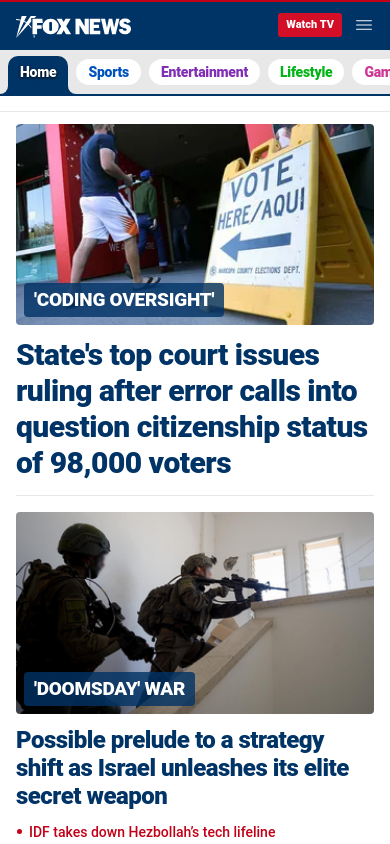 FOX NEWS
Watch TV
Home
Sports
Entertainment
Lifestyle
Gam
VOTE
HERE/AQUI
MARICOPA COUNTY ELECTIONS DEPT.
'CODING OVERSIGHT'
State's top court issues
ruling after error calls into
question citizenship status
of 98,000 voters
'DOOMSDAY' WAR
Possible prelude to a strategy
shift as Israel unleashes its elite
secret weapon
IDF takes down Hezbollah's tech lifeline